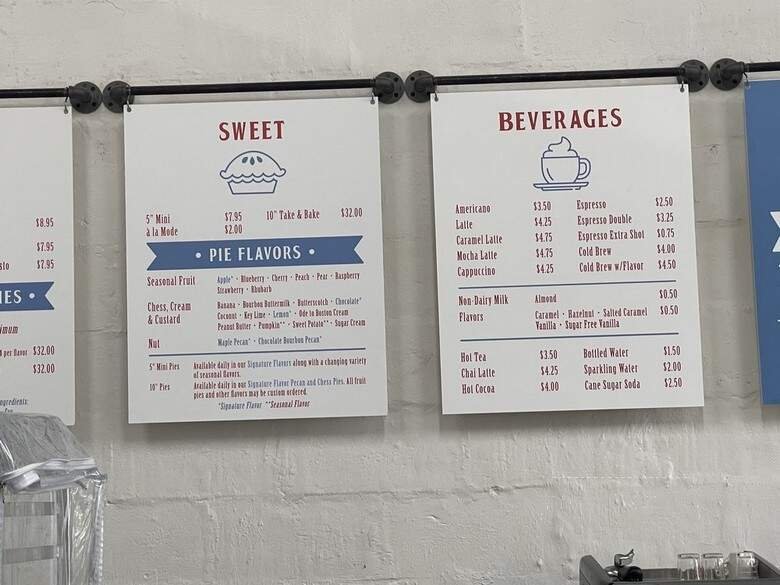 $8.95
$7.95
$7.95
IES •
per flavor $32.00
$32.00
SWEET
5" Mini $7.95 10" Take & Bake $32.00
à la Mode $2.00
• PIE FLAVORS •
Seasonal Fruit Apple* • Blueberry • Cherry • Peach • Pear • Raspberry
Strawberry • Rhubarb
Chess, Cream Banana • Bourbon Buttermilk • Butterscotch • Chocolate*
& Custard Coconut • Key Lime • Lemon* • Ode to Boston Cream
Peanut Butter • Pumpkin** • Sweet Potato** • Sugar Cream
Nut Maple Pecan* • Chocolate Bourbon Pecan*
5" Mini Pies Available daily in our Signature Flavors along with a changing variety
of seasonal flavors.
10" Pies Available daily in our Signature Flavor Pecan and Chess Pies. All fruit
pies and other flavors may be custom ordered.
*Signature Flavor **Seasonal Flavor
BEVERAGES
Americano $3.50 Espresso $2.50
Latte $4.25 Espresso Double $3.25
Caramel Latte $4.75 Espresso Extra Shot $0.75
Mocha Latte $4.75 Cold Brew $4.00
Cappuccino $4.25 Cold Brew w/Flavor $4.50
Non-Dairy Milk Almond $0.50
Flavors Caramel • Hazelnut • Salted Caramel $0.50
Vanilla • Sugar Free Vanilla
Hot Tea $3.50 Bottled Water $1.50
Chai Latte $4.25 Sparkling Water $2.00
Hot Cocoa $4.00 Cane Sugar Soda $2.50